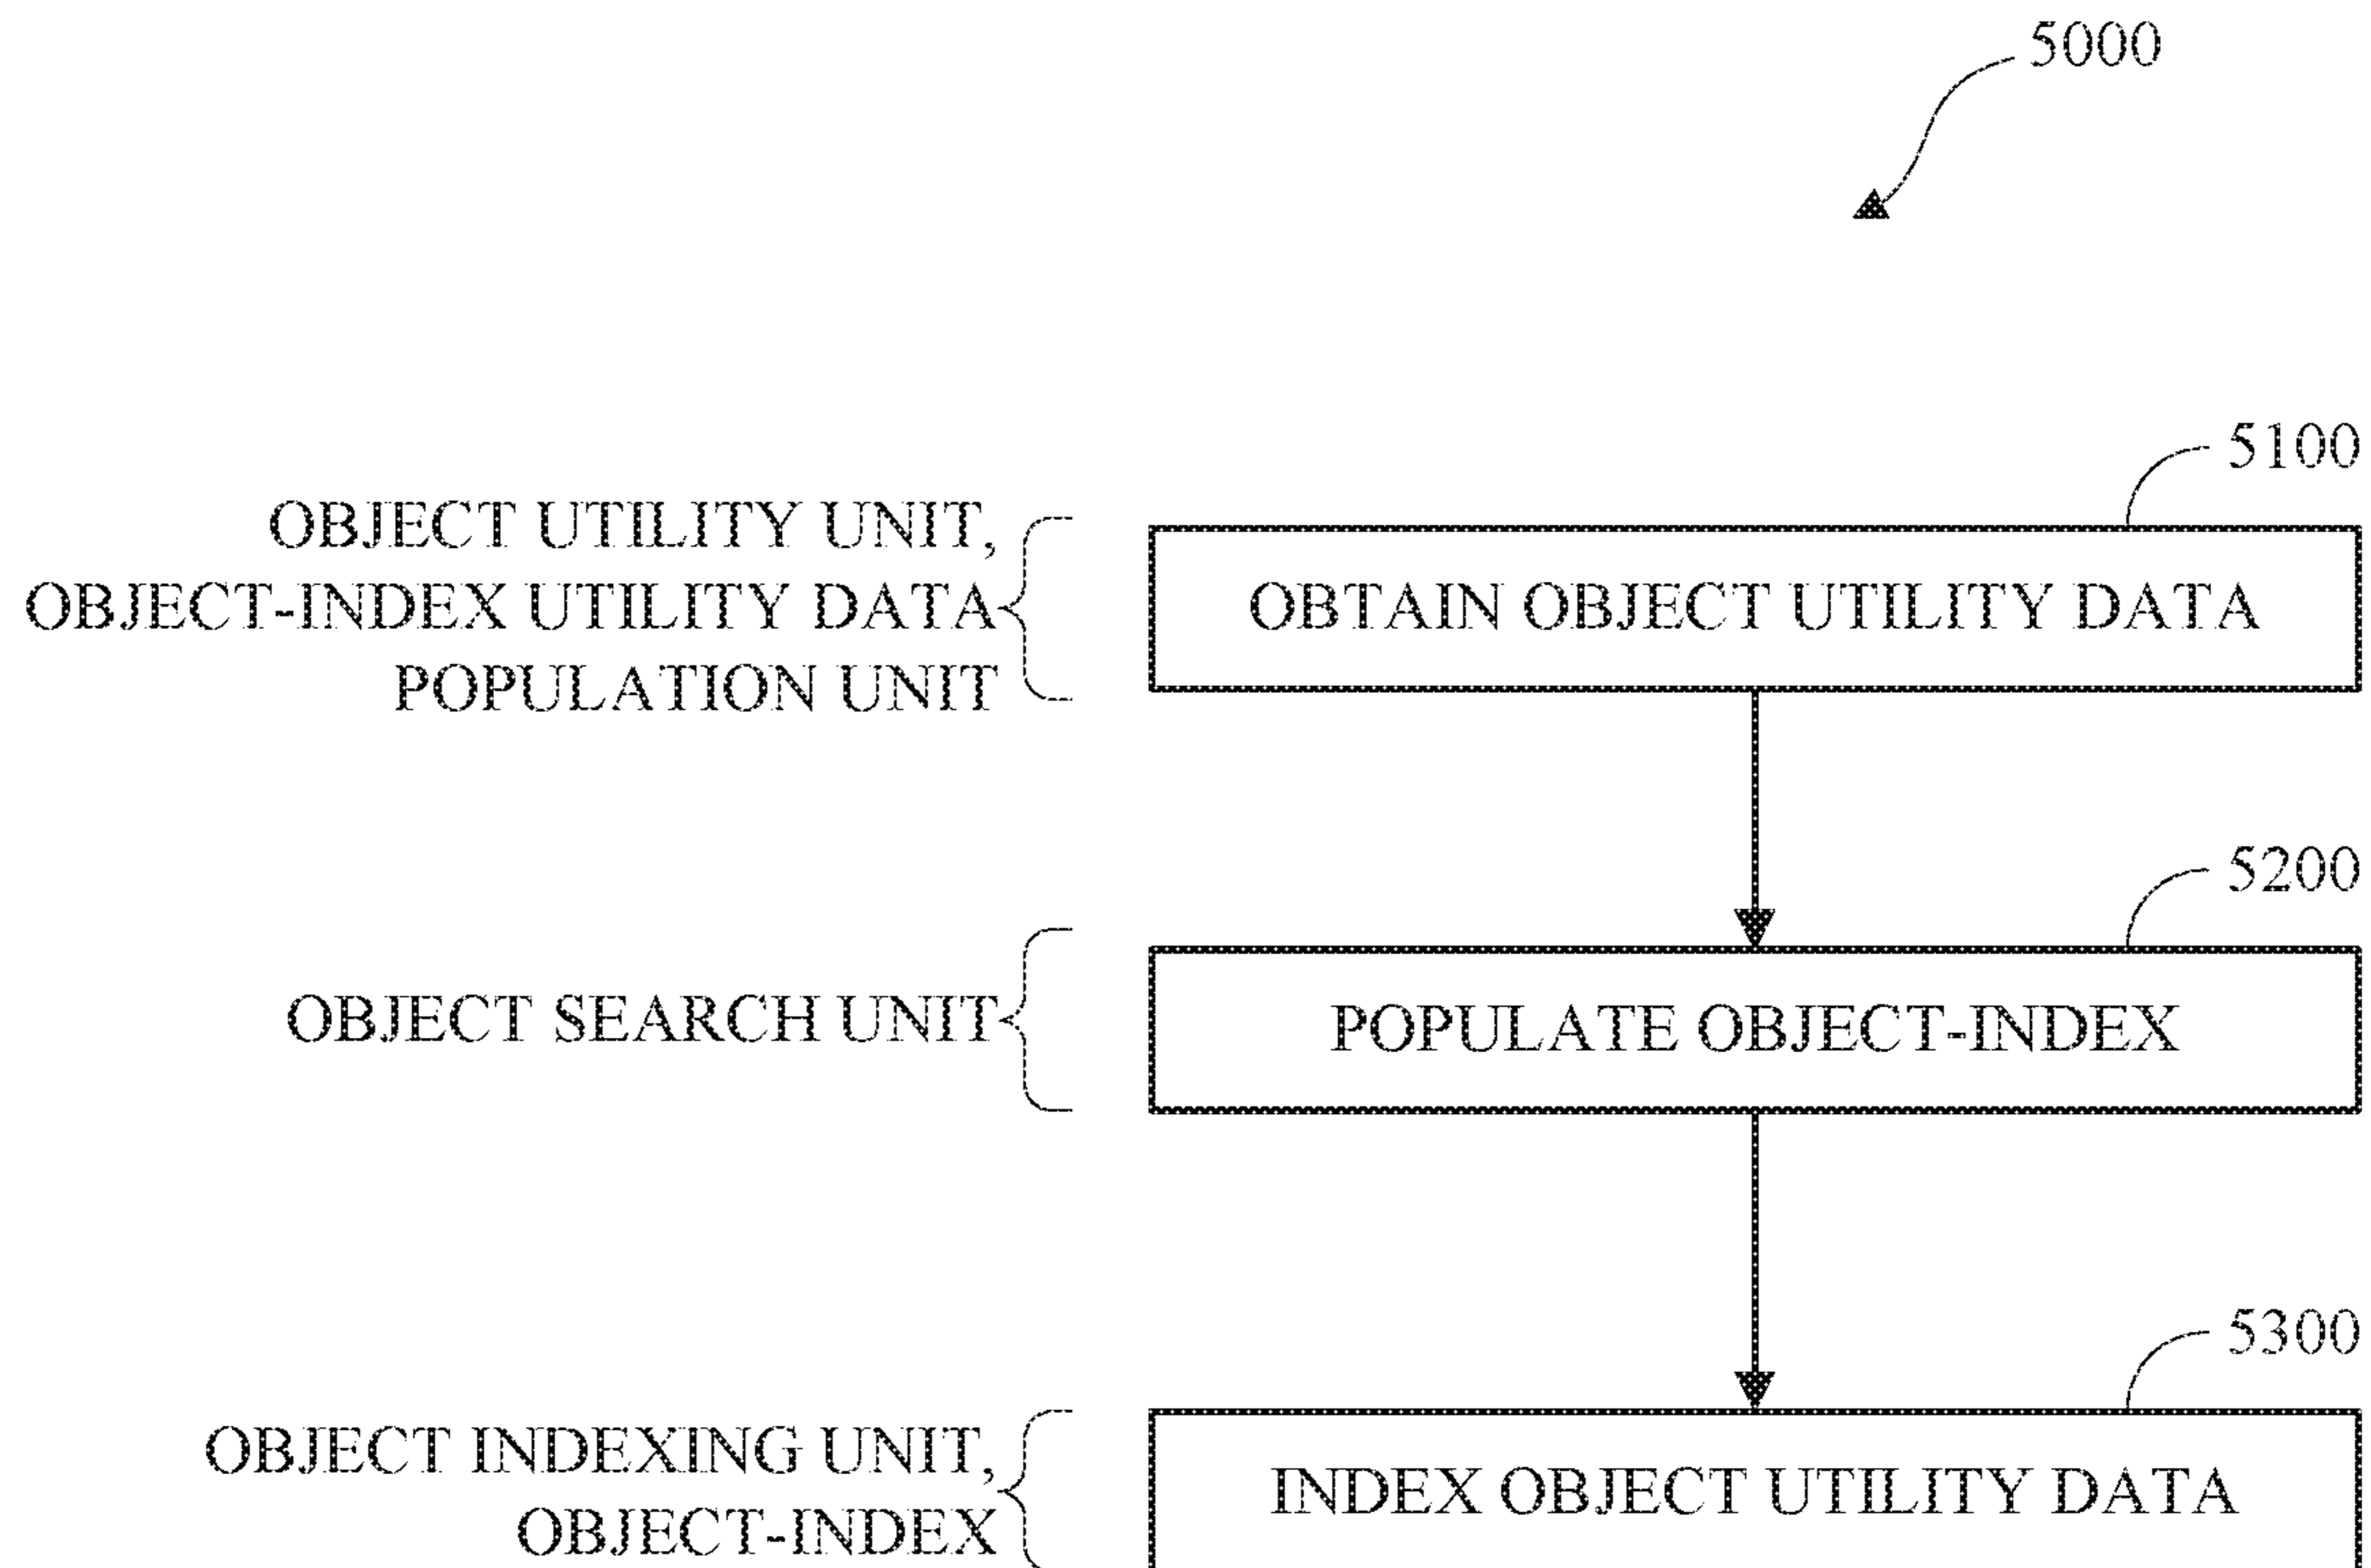 5000
5100
OBJECT UTILITY UNIT,
OBJECT-INDEX UTILITY DATA
POPULATION UNIT
OBTAIN OBJECT UTILITY DATA
5200
OBJECT SEARCH UNIT
POPULATE OBJECT-INDEX
5300
OBJECT INDEXING UNIT,
OBJECT-INDEX
INDEX OBJECT UTILITY DATA